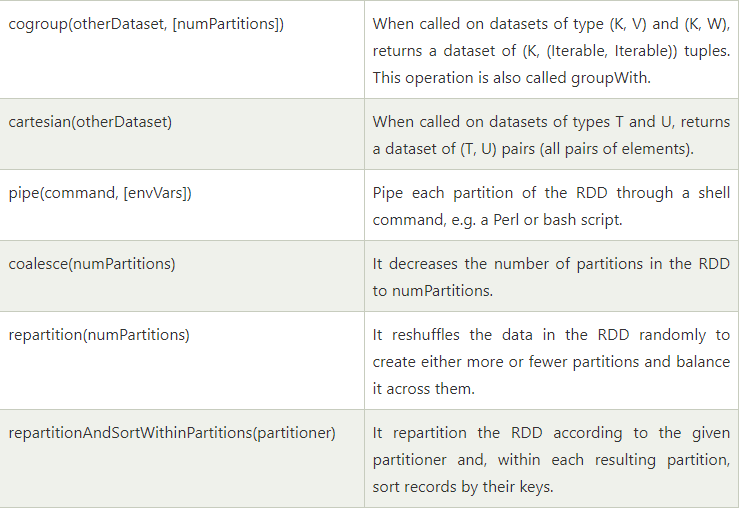 cogroup(otherDataset, [numPartitions])
When called on datasets of type (K, V) and (K, W),
returns a dataset of (K, (Iterable, Iterable)) tuples.
This operation is also called groupWith.
cartesian(otherDataset)
When called on datasets of types T and U, returns
a dataset of (T, U) pairs (all pairs of elements).
pipe(command, [envVars])
Pipe each partition of the RDD through a shell
command, e.g. a Perl or bash script.
coalesce(numPartitions)
It decreases the number of partitions in the RDD
to numPartitions.
repartition(numPartitions)
It reshuffles the data in the RDD randomly to
create either more or fewer partitions and balance
it across them.
repartitionAndSortWithinPartitions(partitioner)
It repartition the RDD according to the given
partitioner and, within each resulting partition,
sort records by their keys.